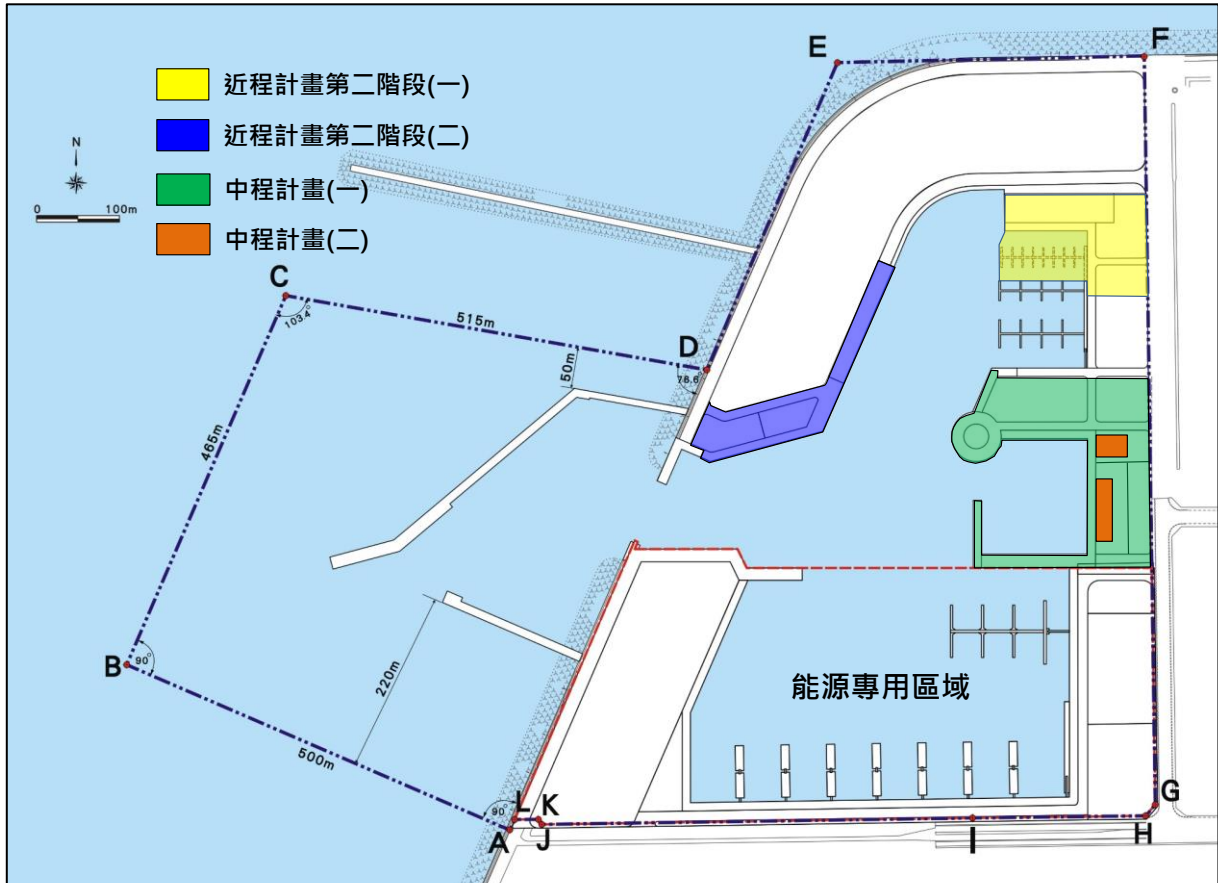 E
F
近程計畫第二階段(一)
近程計畫第二階段(二)
N
中程計畫(一)
0 100m
中程計畫(二)
C
103.4°
515m
D
50m
76.6°
465m
B
90°
220m
能源專用區域
500m
90°
L
K
G
A
J
I
H